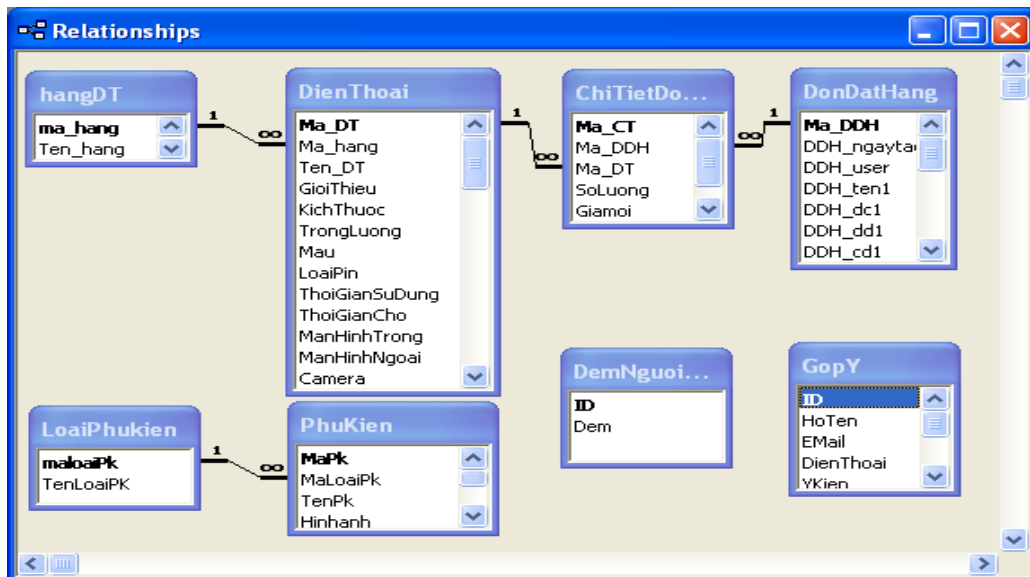 Relationships
hangDT
ma_hang
Ten_hang
1
∞
DienThoai
Ma_DT
Ma_hang
Ten_DT
GioiThieu
KichThuoc
TrongLuong
Mau
LoaiPin
ThoiGianSuDung
ThoiGianCho
ManHinhTrong
ManHinhNgoai
Camera
1
∞
ChiTietDo...
Ma_CT
Ma_DDH
Ma_DT
SoLuong
Giamoi
∞
1
DonDatHang
Ma_DDH
DDH_ngayta
DDH_user
DDH_ten1
DDH_dc1
DDH_dd1
DDH_cd1
LoaiPhukien
maloaiPk
TenLoaiPK
1
∞
PhuKien
MaPk
MaLoaiPk
TenPk
Hinhanh
DemNguoi...
ID
Dem
GopY
ID
HoTen
EMail
DienThoai
YKien